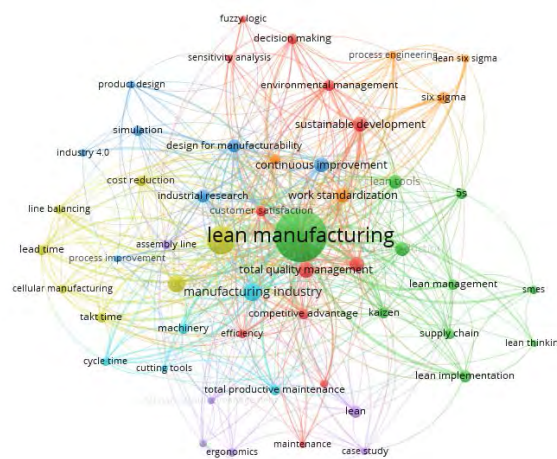 fuzzy logic
decision making
sensitivity analysis
process engineering
lean six sigma
product design
environmental management
six sigma
simulation
sustainable development
design for manufacturability
industry 4.0
continuous improvement
cost reduction
lean tools
industrial research
work standardization
5s
line balancing
customer satisfaction
lean manufacturing
assembly line
lead time
process improvement
total quality management
cellular manufacturing
manufacturing industry
lean management
smes
takt time
competitive advantage
kaizen
machinery
efficiency
supply chain
lean thinkin
cycle time
cutting tools
total productive maintenance
lean implementation
lean
ergonomics
maintenance
case study